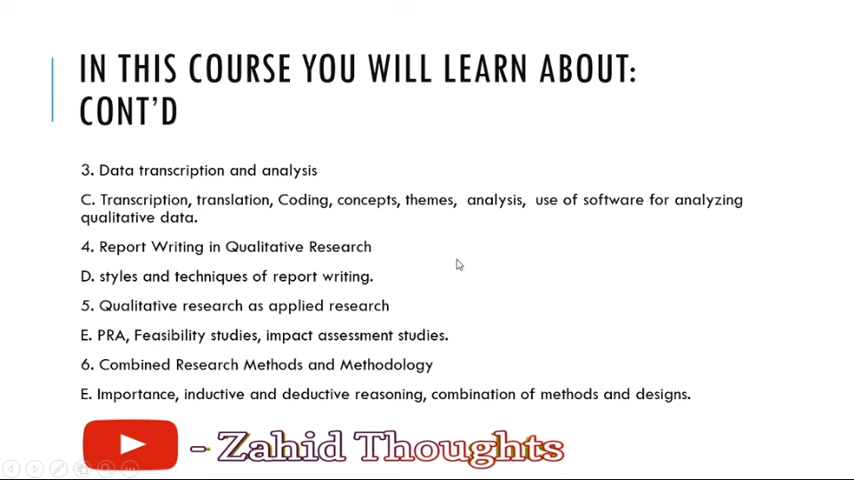 IN THIS COURSE YOU WILL LEARN ABOUT:
CONT'D
3. Data transcription and analysis
C. Transcription, translation, Coding, concepts, themes, analysis, use of software for analyzing
qualitative data.
4. Report Writing in Qualitative Research
D. styles and techniques of report writing.
5. Qualitative research as applied research
E. PRA, Feasibility studies, impact assessment studies.
6. Combined Research Methods and Methodology
E. Importance, inductive and deductive reasoning, combination of methods and designs.
- Zahid Thoughts